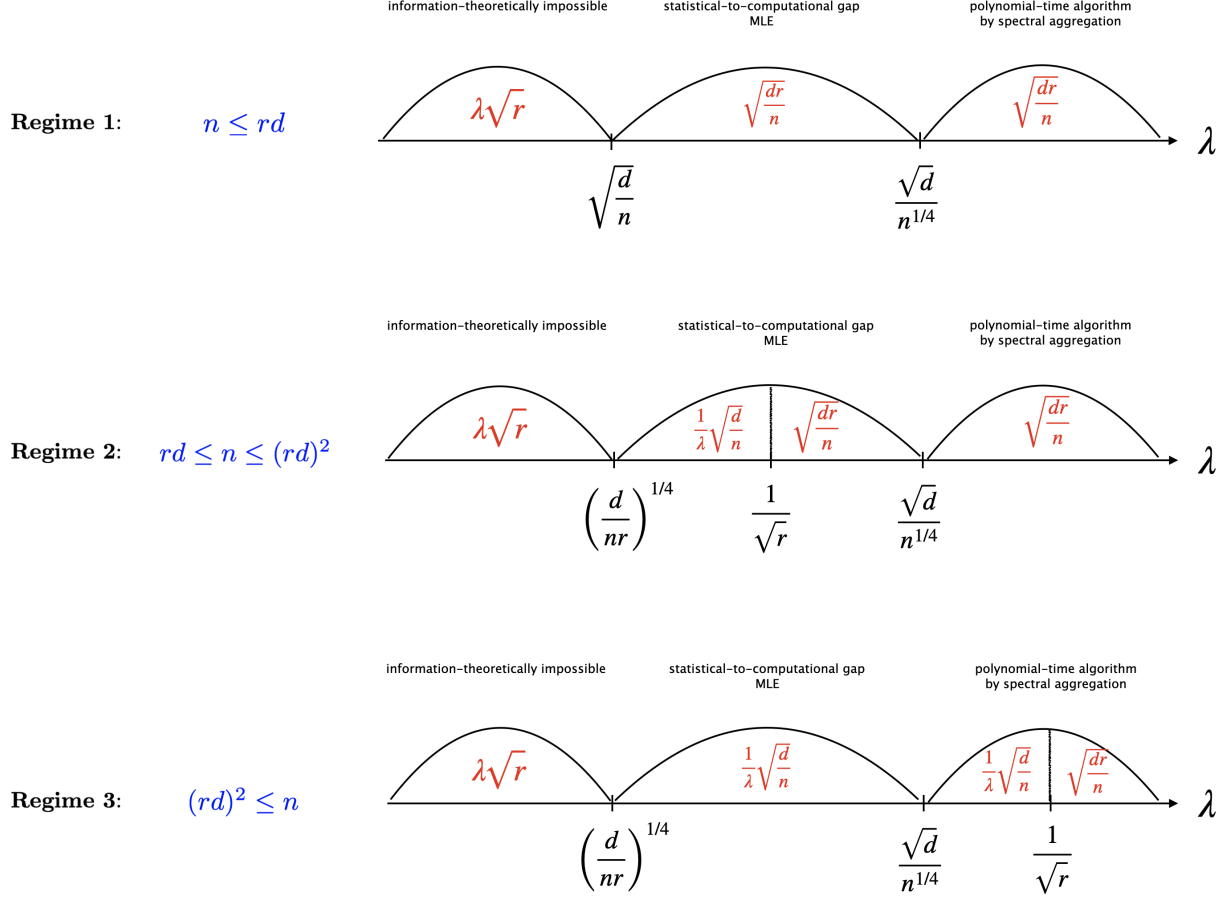 information-theoretically impossible
statistical-to-computational gap
MLE
polynomial-time algorithm
by spectral aggregation
Regime 1: n ≤ rd
λ√r
√(dr/n)
√(dr/n)
λ
√(d/n)
√d/n^{1/4}
information-theoretically impossible
statistical-to-computational gap
MLE
polynomial-time algorithm
by spectral aggregation
Regime 2: rd ≤ n ≤ (rd)²
λ√r
1/λ √(d/n)
√(dr/n)
√(dr/n)
λ
(d/nr)^{1/4}
1/√r
√d/n^{1/4}
information-theoretically impossible
statistical-to-computational gap
MLE
polynomial-time algorithm
by spectral aggregation
Regime 3: (rd)² ≤ n
λ√r
1/λ √(d/n)
1/λ √(d/n)
√(dr/n)
λ
(d/nr)^{1/4}
√d/n^{1/4}
1/√r